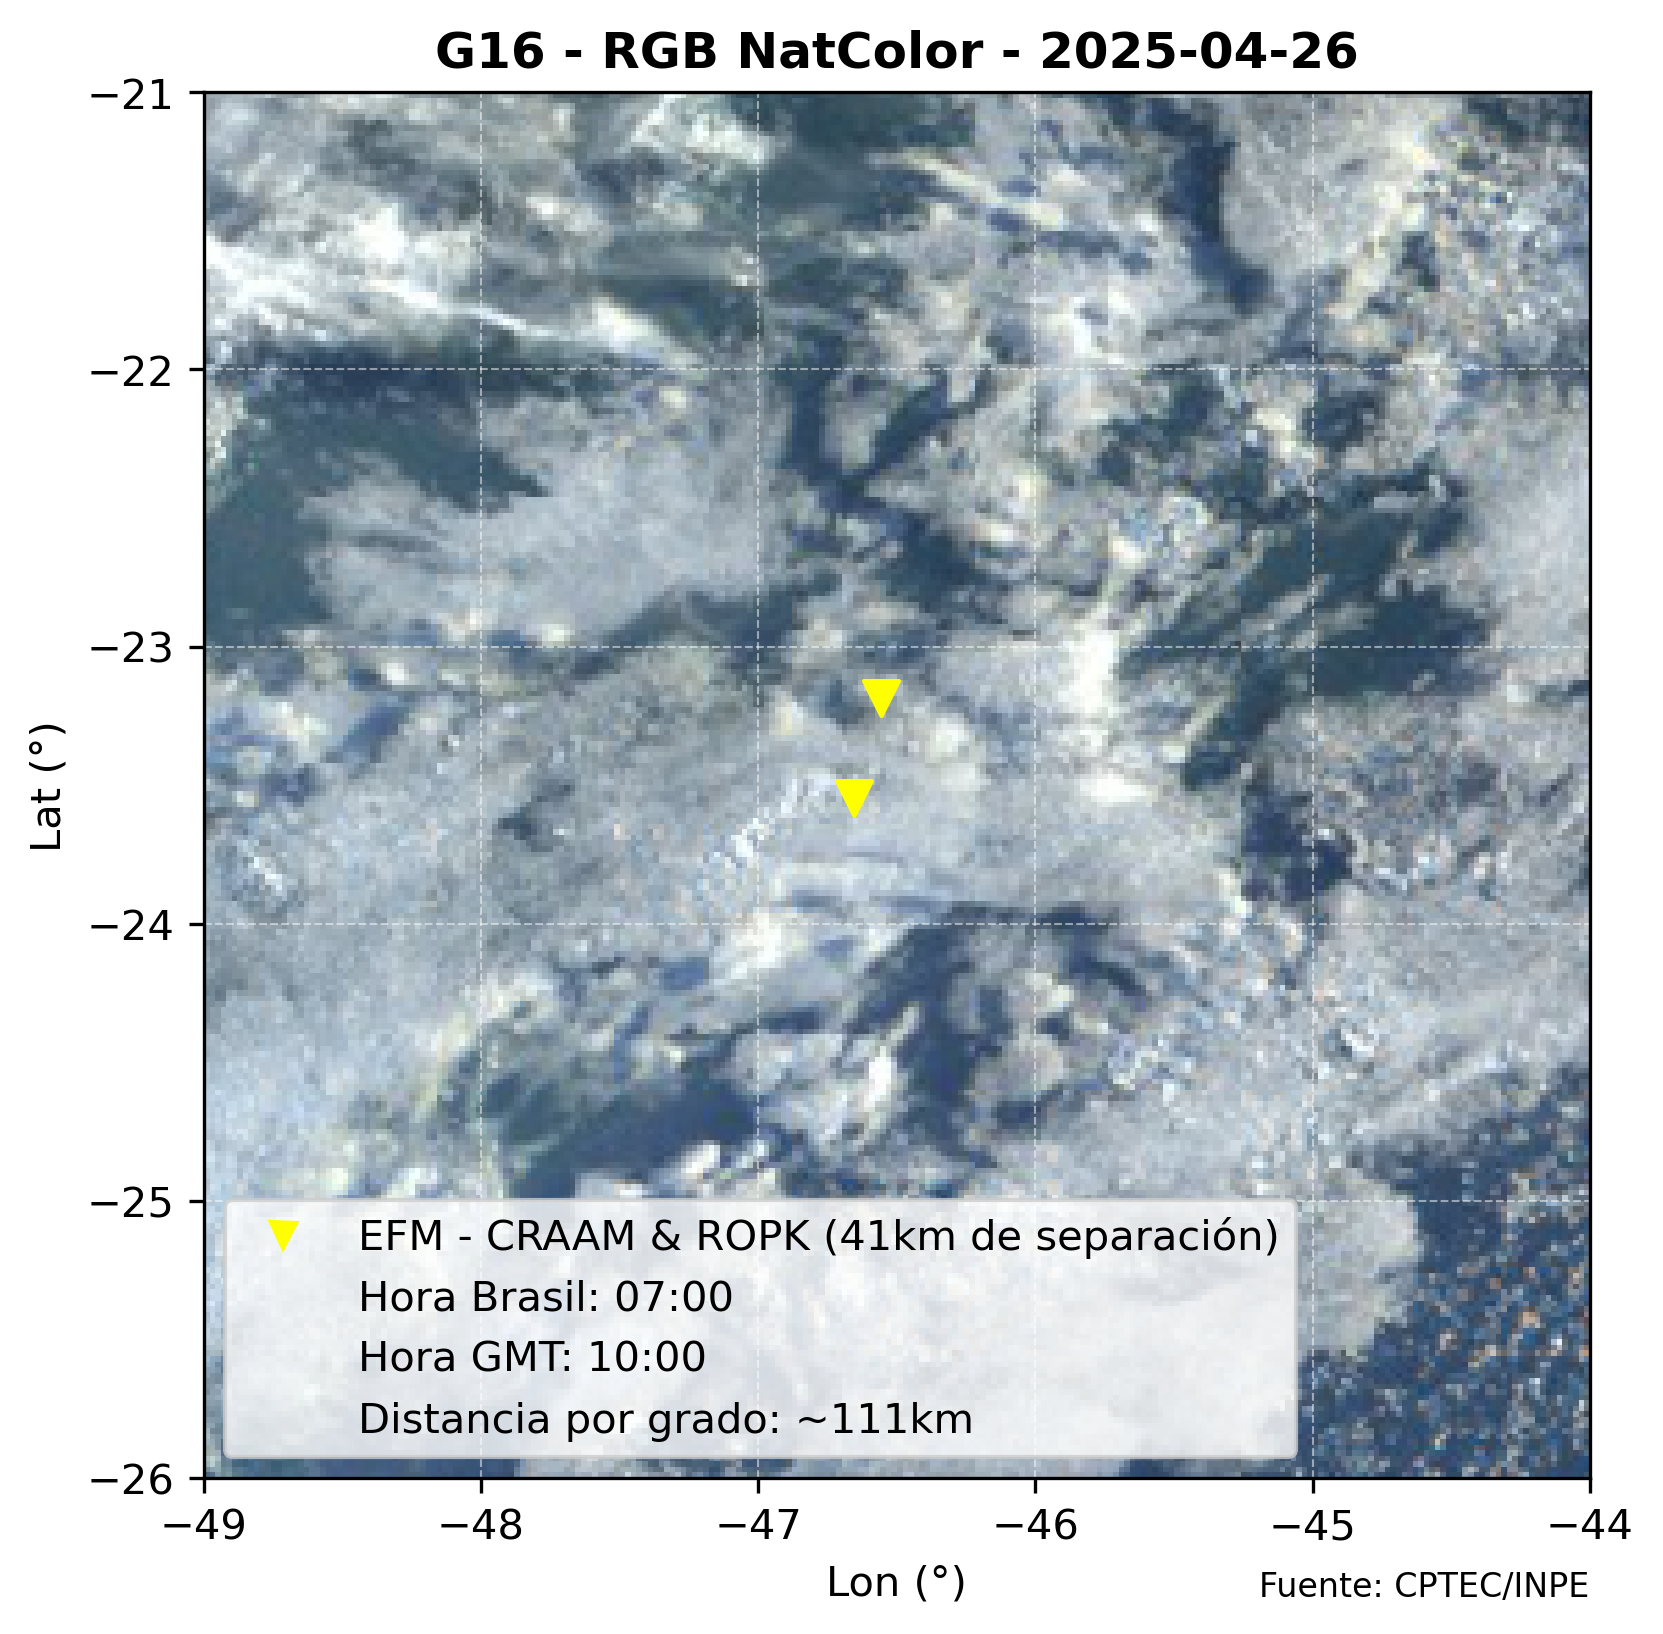 G16 - RGB NatColor - 2025-04-26
−21
−22
−23
−24
−25
−26
Lat (°)
EFM - CRAAM & ROPK (41km de separación)
Hora Brasil: 07:00
Hora GMT: 10:00
Distancia por grado: ~111km
−49
−48
−47
−46
−45
−44
Lon (°)
Fuente: CPTEC/INPE